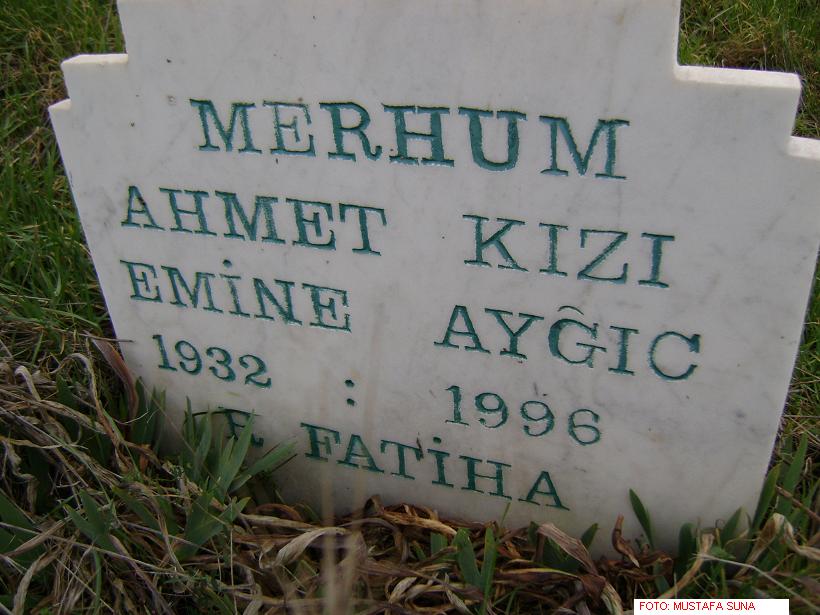 MERHUM
AHMET KIZI
EMİNE AYĞIC
1932 : 1996
R FATİHA
FOTO: MUSTAFA SUNA